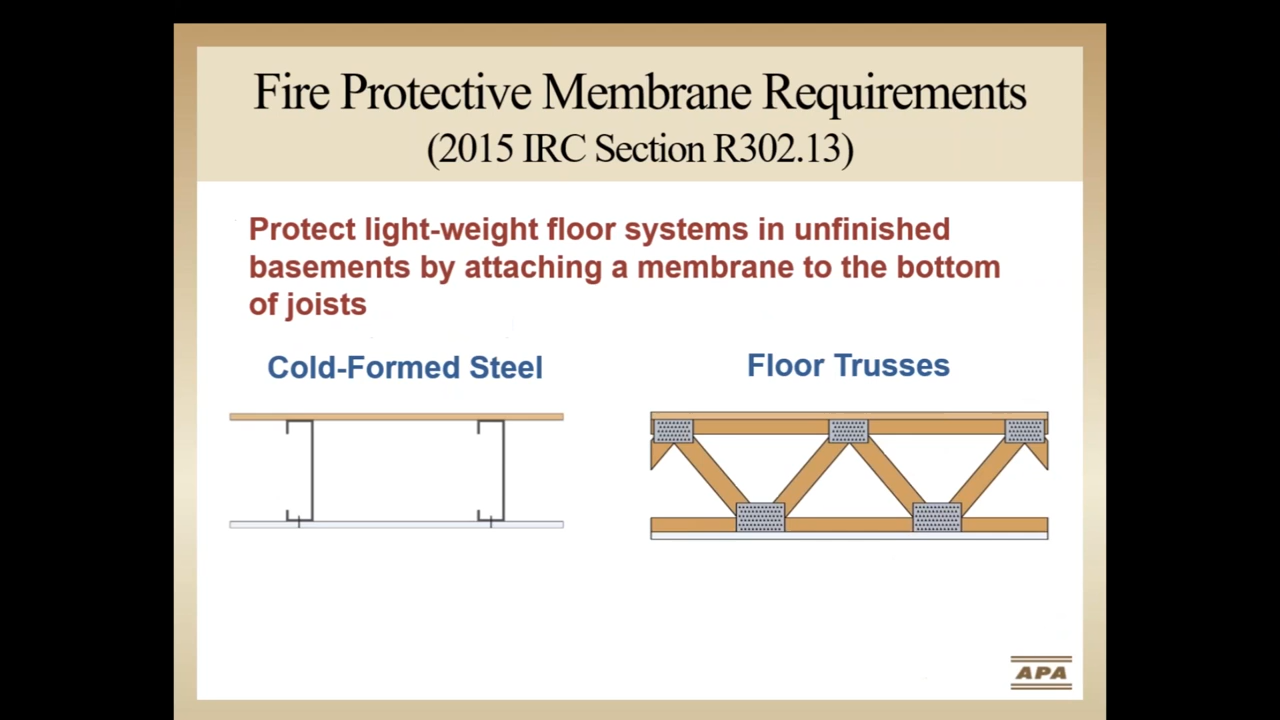 Fire Protective Membrane Requirements
(2015 IRC Section R302.13)
Protect light-weight floor systems in unfinished
basements by attaching a membrane to the bottom
of joists
Cold-Formed Steel
Floor Trusses
APA